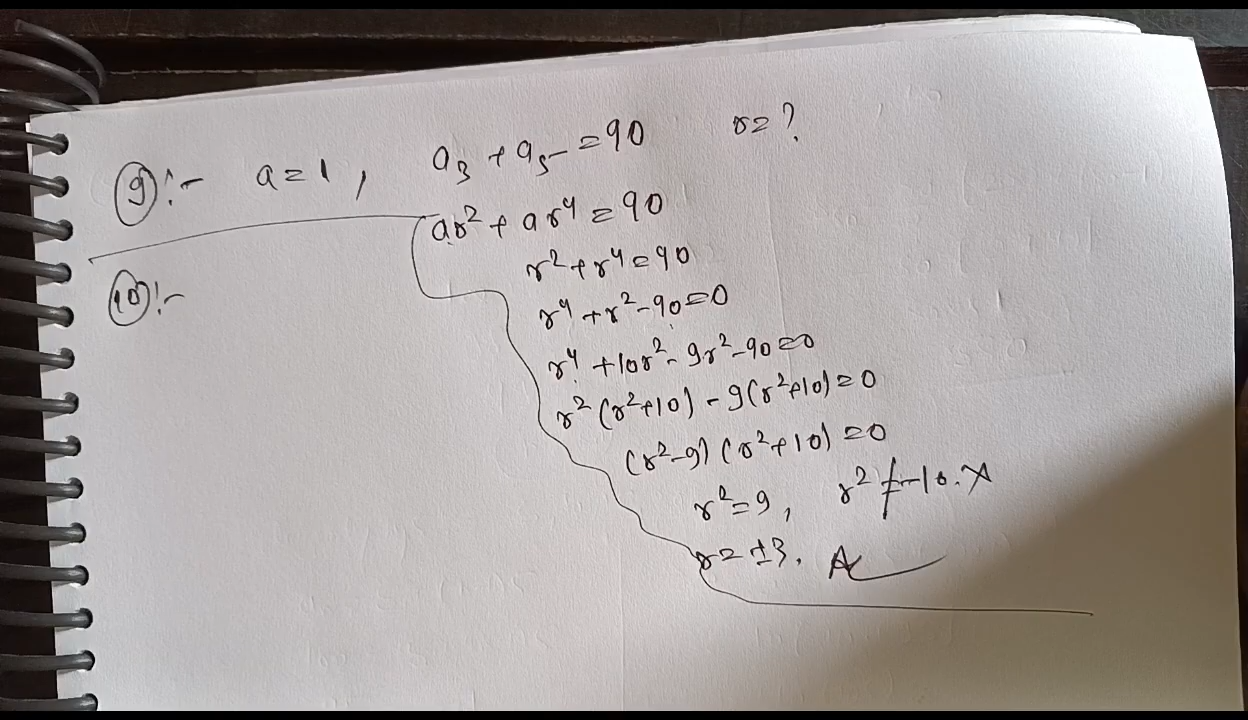 9:- a=1, a₃ + a₅ = 90 r=?
ar² + ar⁴ = 90
r² + r⁴ = 90
10:-
r⁴ + r² - 90 = 0
r⁴ + 10r² - 9r² - 90 = 0
r² (r²+10) - 9(r²+10) = 0
(r²-9) (r²+10) = 0
r² = 9, r² ≠ -10. X
r = ±3. A